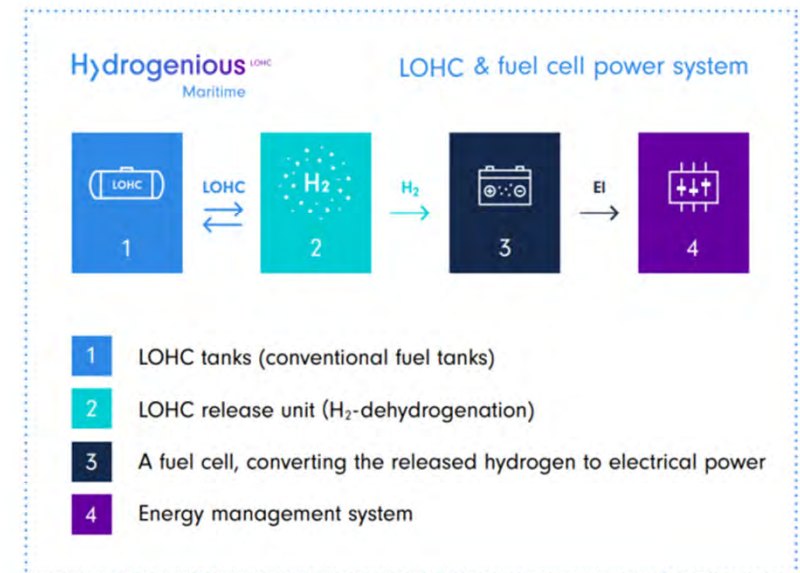 Hydrogenious LOHC
Maritime
LOHC & fuel cell power system
LOHC
1
LOHC
H₂
2
H₂
3
El
4
1 LOHC tanks (conventional fuel tanks)
2 LOHC release unit (H₂-dehydrogenation)
3 A fuel cell, converting the released hydrogen to electrical power
4 Energy management system